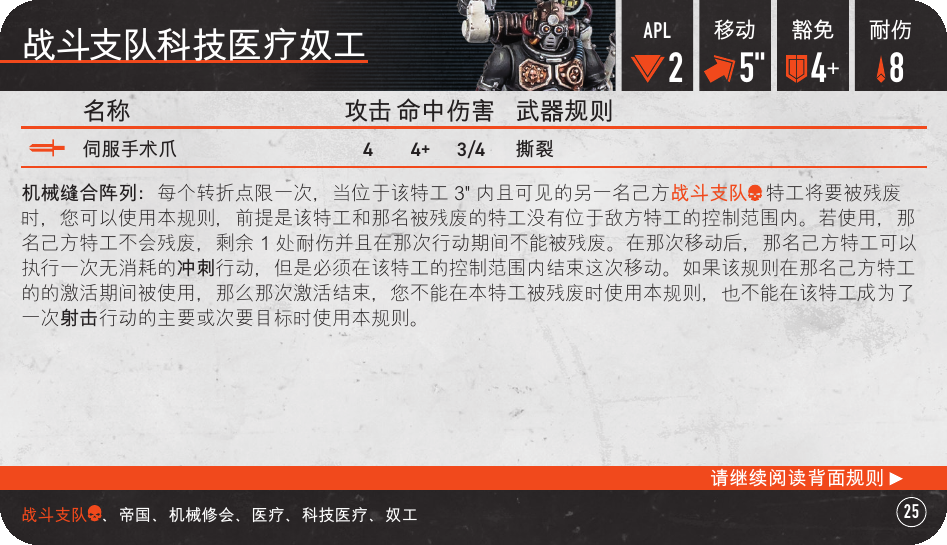 战斗支队科技医疗奴工
APL 移动 豁免 耐伤
2 5" 4+ 8
名称 攻击 命中 伤害 武器规则
伺服手术爪 4 4+ 3/4 撕裂
机械缝合阵列：每个转折点限一次，当位于该特工 3" 内且可见的另一名己方战斗支队特工将要被残废
时，您可以使用本规则，前提是该特工和那名被残废的特工没有位于敌方特工的控制范围内。若使用，那
名己方特工不会残废，剩余 1 处耐伤并且在那次行动期间不能被残废。在那次移动后，那名己方特工可以
执行一次无消耗的冲刺行动，但是必须在该特工的控制范围内结束这次移动。如果该规则在那名己方特工
的的激活期间被使用，那么那次激活结束，您不能在本特工被残废时使用本规则，也不能在该特工成为了
一次射击行动的主要或次要目标时使用本规则。
请继续阅读背面规则 ▶
战斗支队、帝国、机械修会、医疗、科技医疗、奴工
25